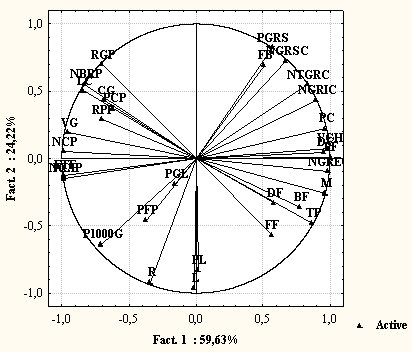 1,0
PGRS
RGP
FB
NGRSC
NBRP
NTGRC
0,5
LC
CG
NGRIC
PCP
RPP
PC
VG
NCP
0,0
NGREC
PGL
M
DF
BF
PFP
TF
-0,5
FF
P1000G
PL
R
L
-1,0
-1,0 -0,5 0,0 0,5 1,0
Fact. 2 : 24,22%
Fact. 1 : 59,63%
Active